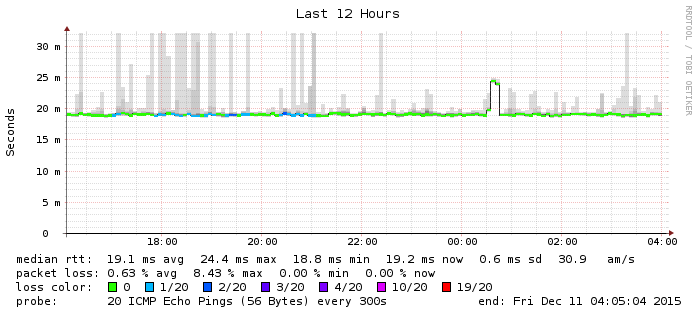 Last 12 Hours
RRDTOOL / TOBI OETIKER
Seconds
30 m
25 m
20 m
15 m
10 m
5 m
0
18:00 20:00 22:00 00:00 02:00 04:00
median rtt: 19.1 ms avg 24.4 ms max 18.8 ms min 19.2 ms now 0.6 ms sd 30.9 am/s
packet loss: 0.63 % avg 8.43 % max 0.00 % min 0.00 % now
loss color: 0 1/20 2/20 3/20 4/20 10/20 19/20
probe: 20 ICMP Echo Pings (56 Bytes) every 300s end: Fri Dec 11 04:05:04 2015